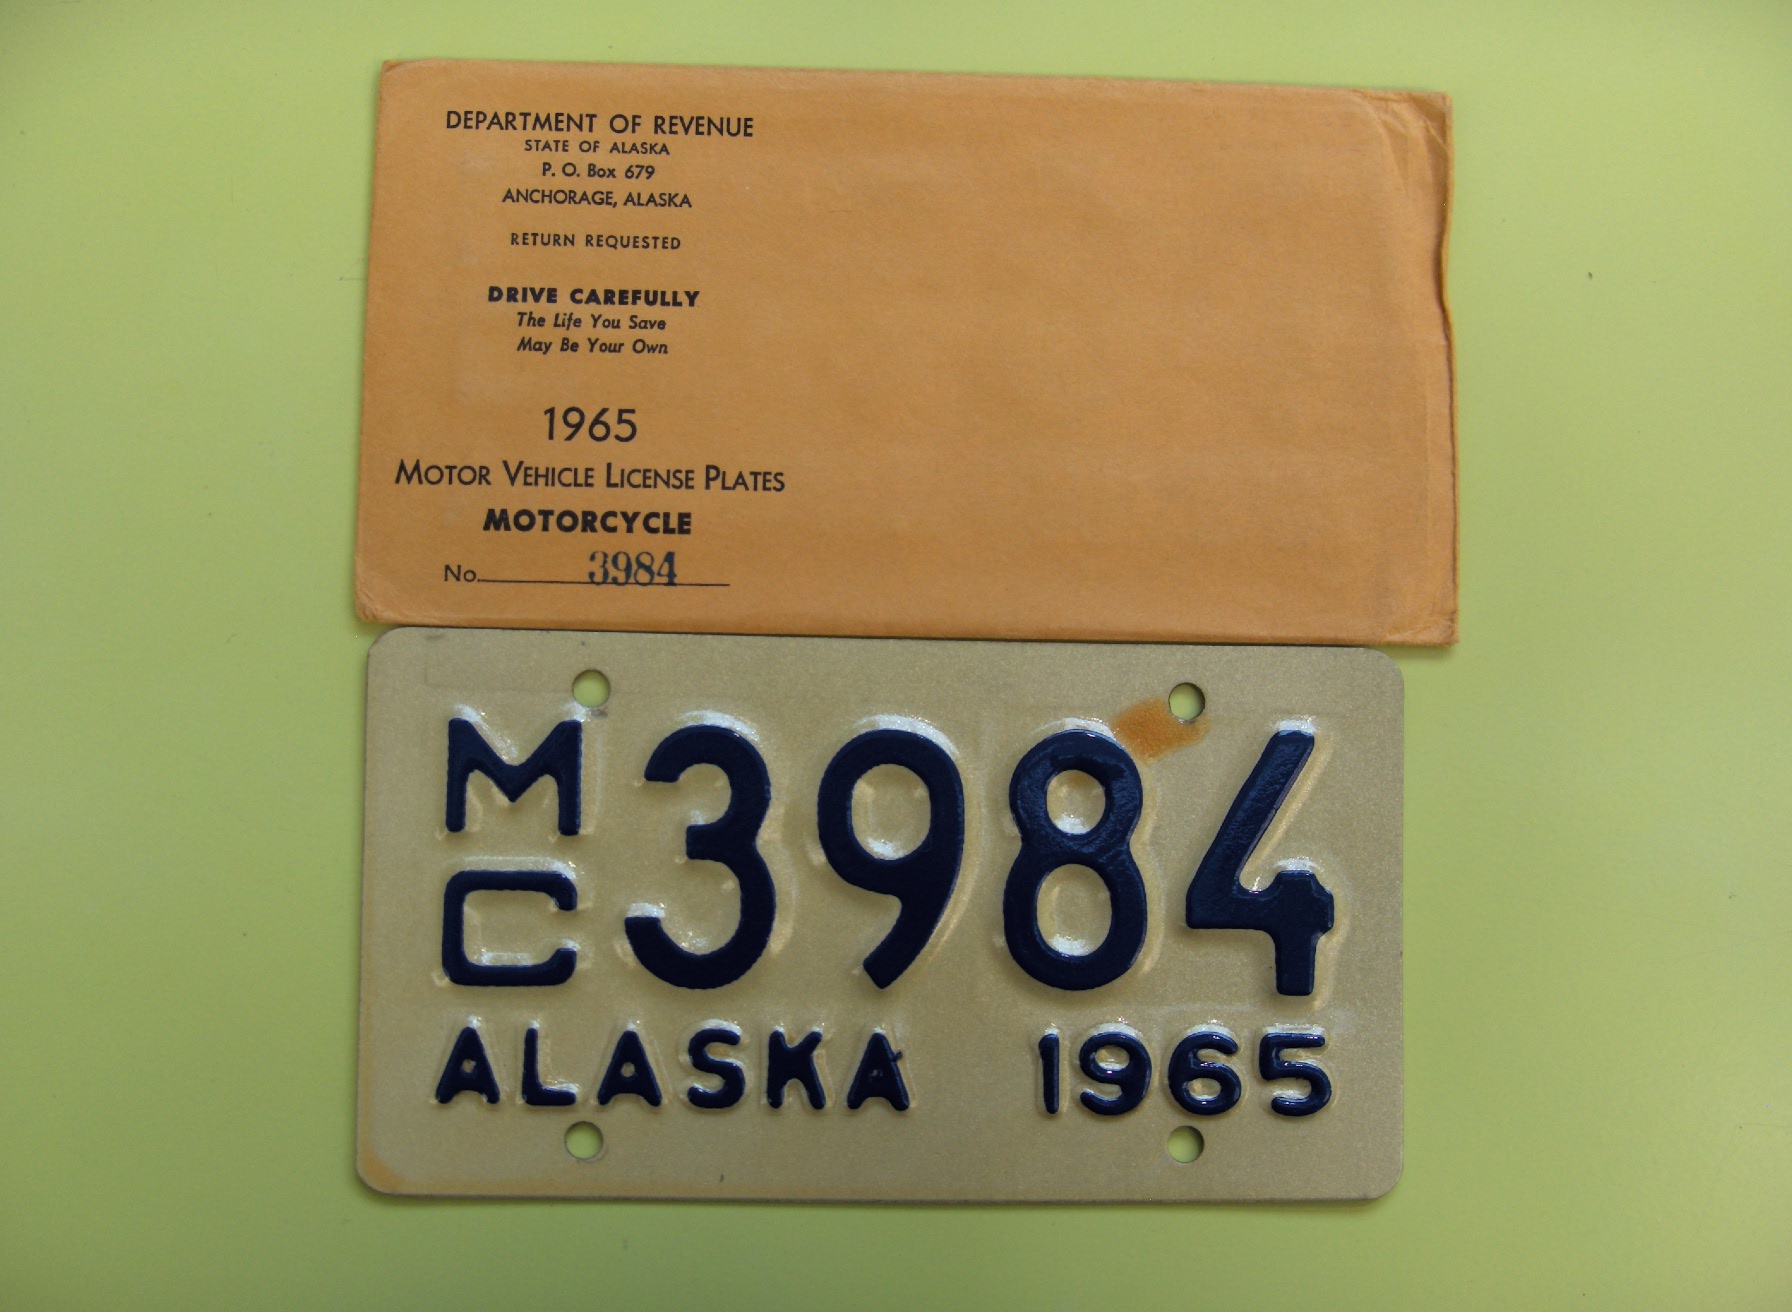 DEPARTMENT OF REVENUE
STATE OF ALASKA
P. O. Box 679
ANCHORAGE, ALASKA
RETURN REQUESTED
DRIVE CAREFULLY
The Life You Save
May Be Your Own
1965
MOTOR VEHICLE LICENSE PLATES
MOTORCYCLE
No. 3984
MC 3984
ALASKA 1965